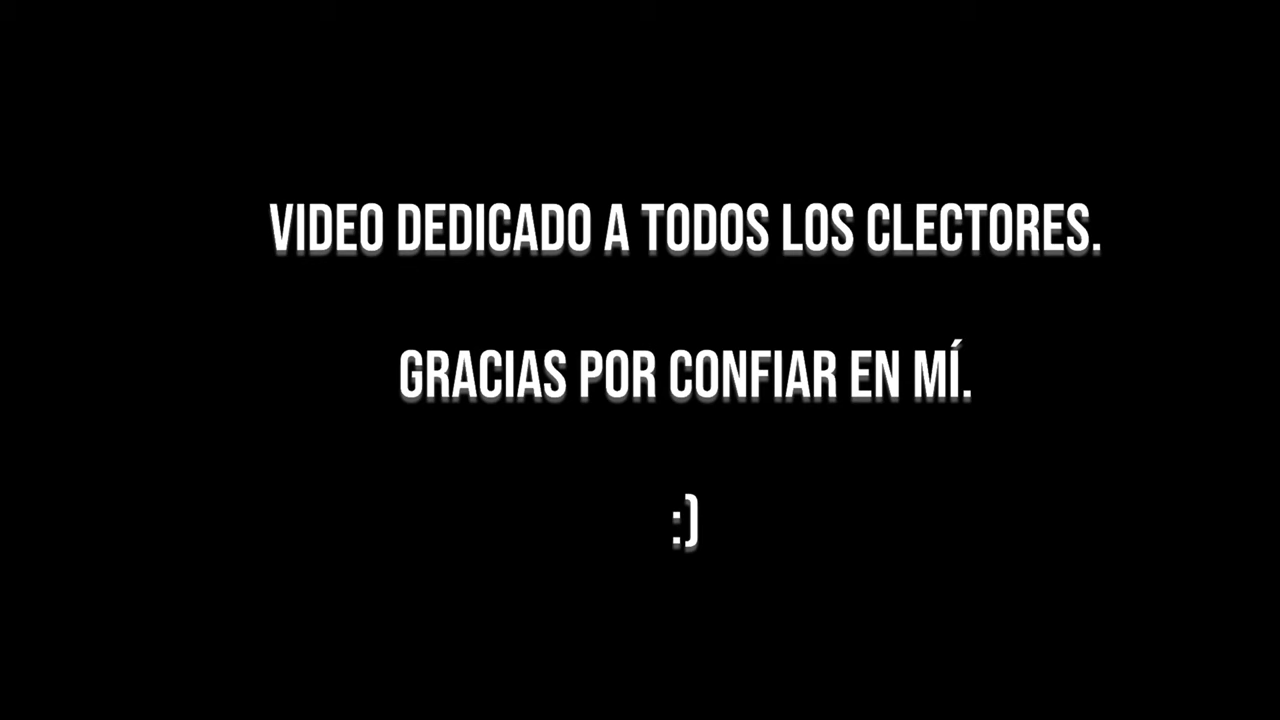 VIDEO DEDICADO A TODOS LOS CLECTORES.
GRACIAS POR CONFIAR EN MÍ.
:)